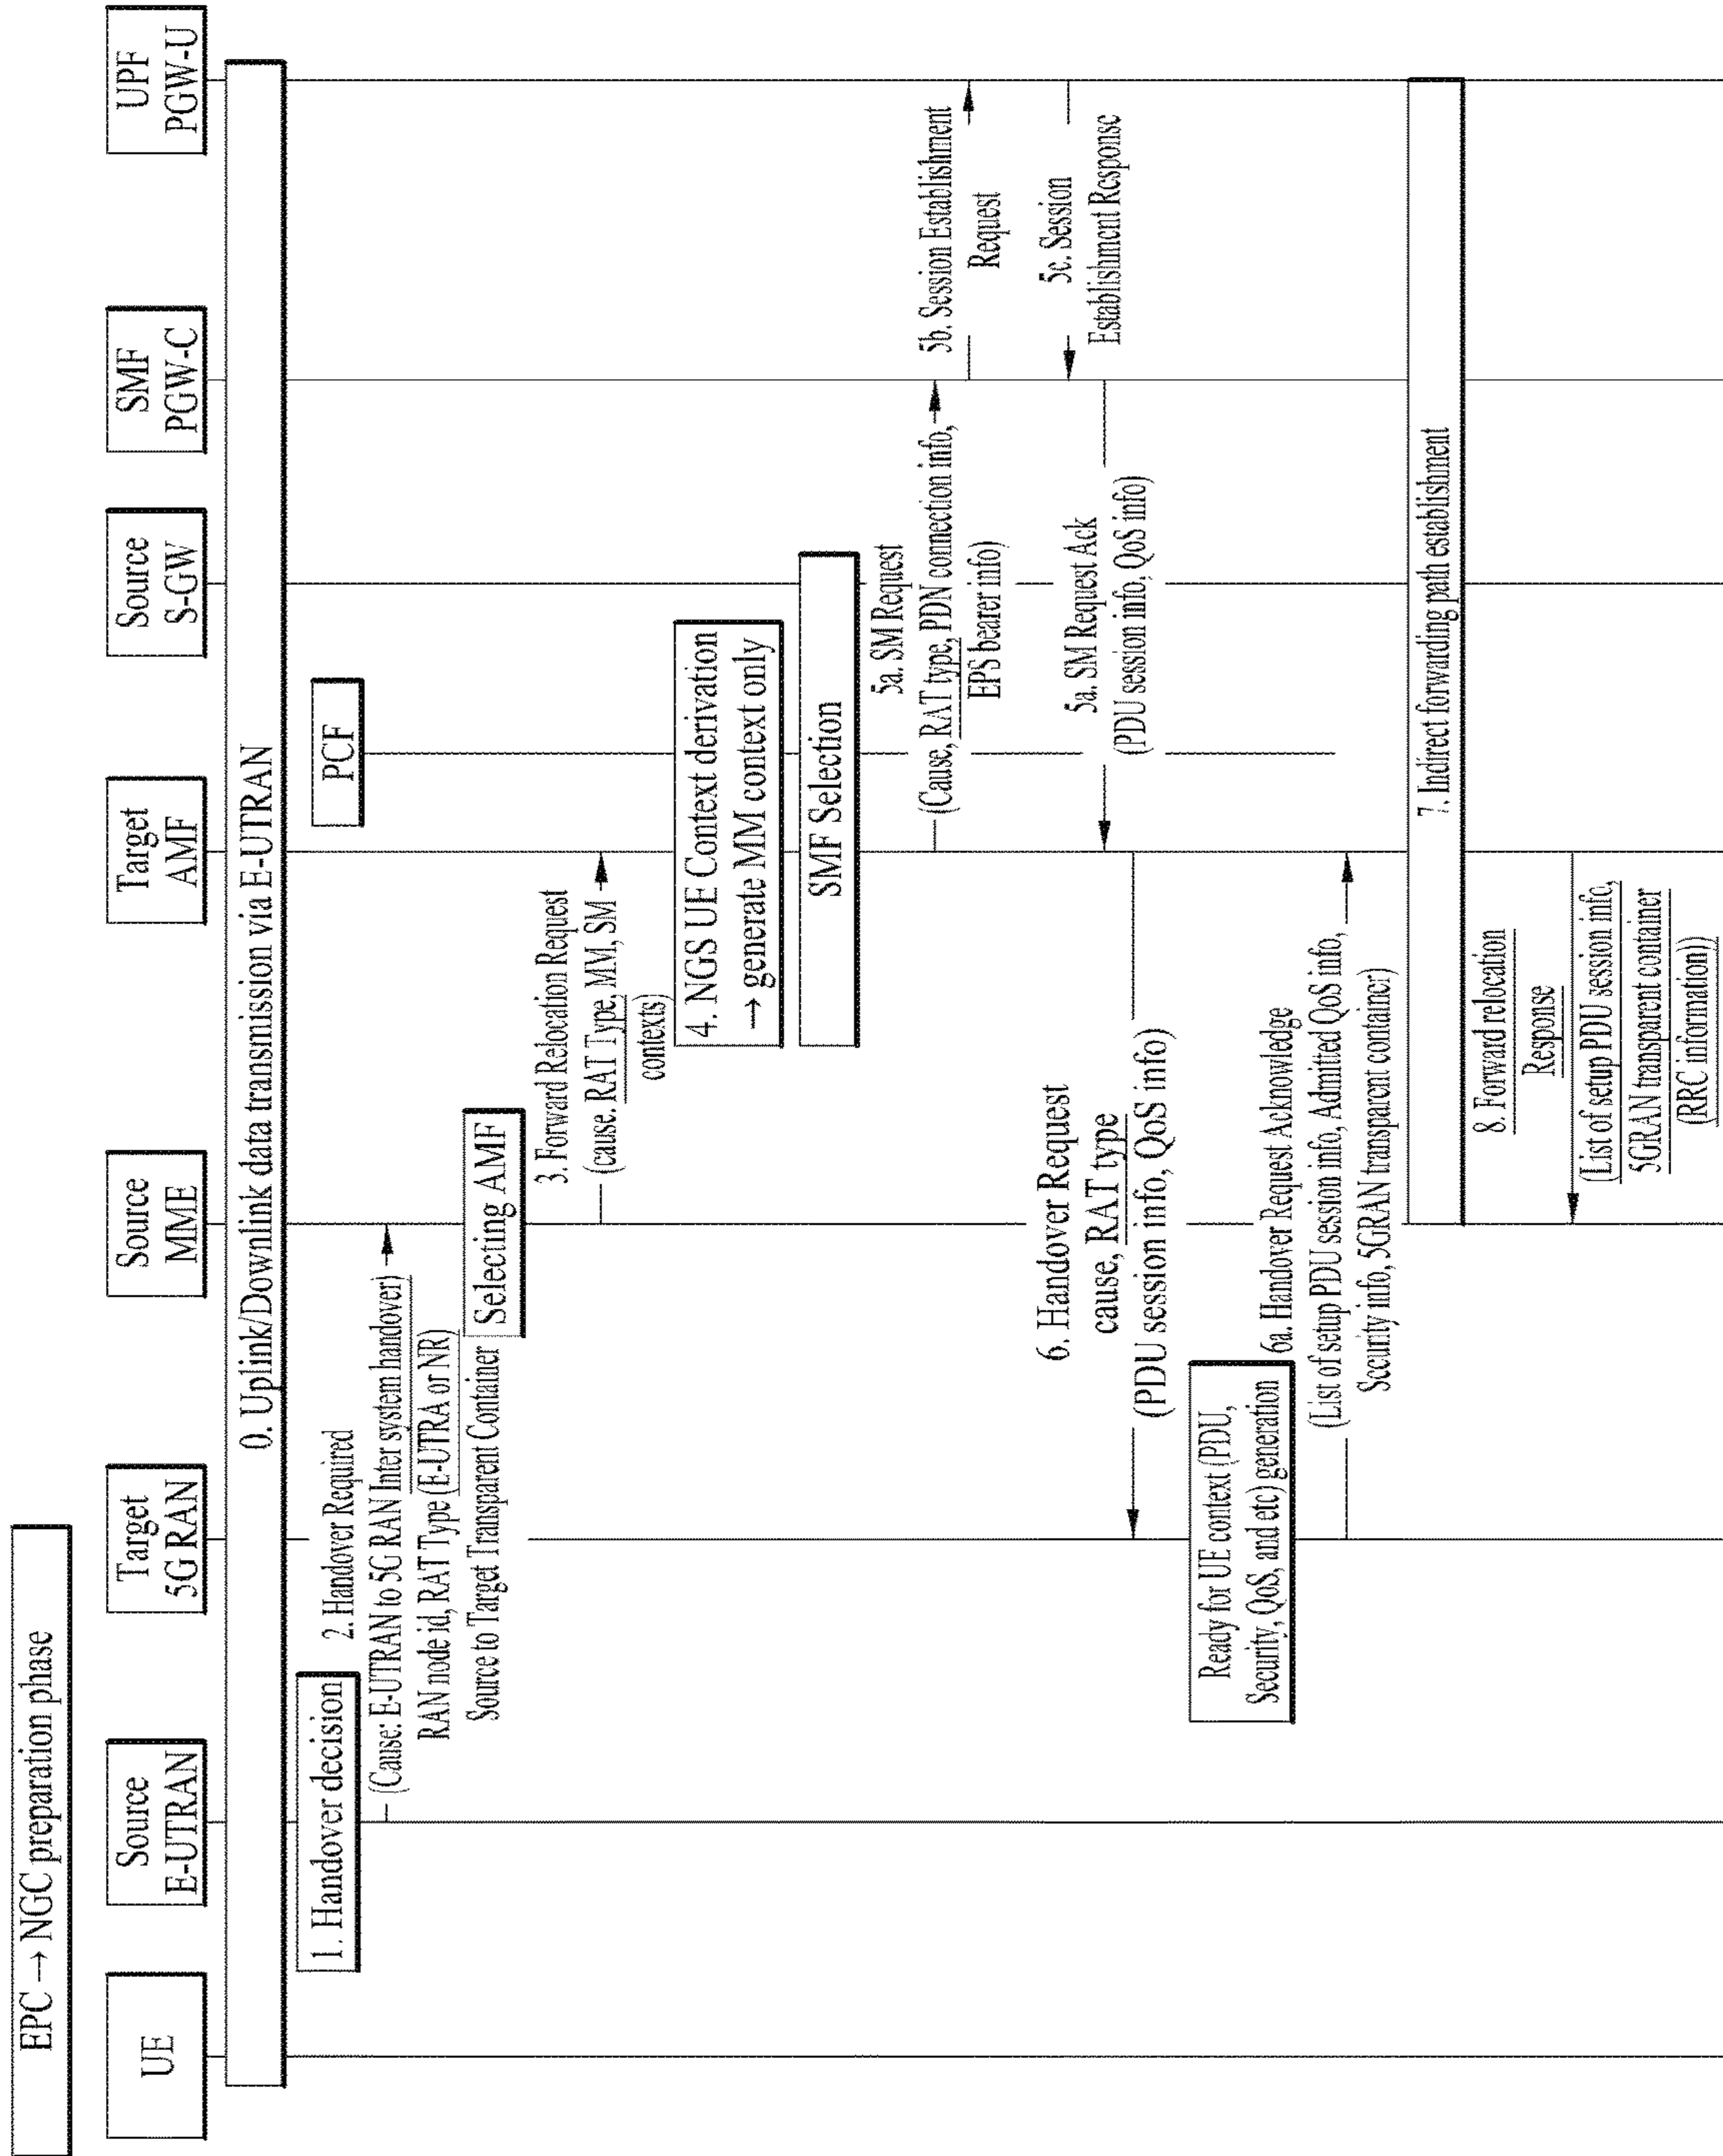 EPC → NGC preparation phase
UE
Source
E-UTRAN
Target
5G RAN
Source
MME
Target
AMF
Source
S-GW
SMF
PGW-C
UPF
PGW-U
0. Uplink/Downlink data transmission via E-UTRAN
1. Handover decision
PCF
2. Handover Required
(Cause: E-UTRAN to 5G RAN Inter system handover)
RAN node id, RAT Type (E-UTRA or NR)
Source to Target Transparent Container
Selecting AMF
3. Forward Relocation Request
(cause. RAT Type, MM, SM
contexts)
4. NGS UE Context derivation
→ generate MM context only
SMF Selection
5a. SM Request
(Cause, RAT type, PDN connection info,
EPS bearer info)
5b. Session Establishment
Request
5c. Session
Establishment Response
5a. SM Request Ack
(PDU session info, QoS info)
6. Handover Request
cause, RAT type
(PDU session info, QoS info)
Ready for UE context (PDU,
Security, QoS, and etc) generation
6a. Handover Request Acknowledge
(List of setup PDU session info, Admitted QoS info,
Security info, 5GRAN transparent container)
7. Indirect forwarding path establishment
8. Forward relocation
Response
(List of setup PDU session info,
5GRAN transparent container
(RRC information))